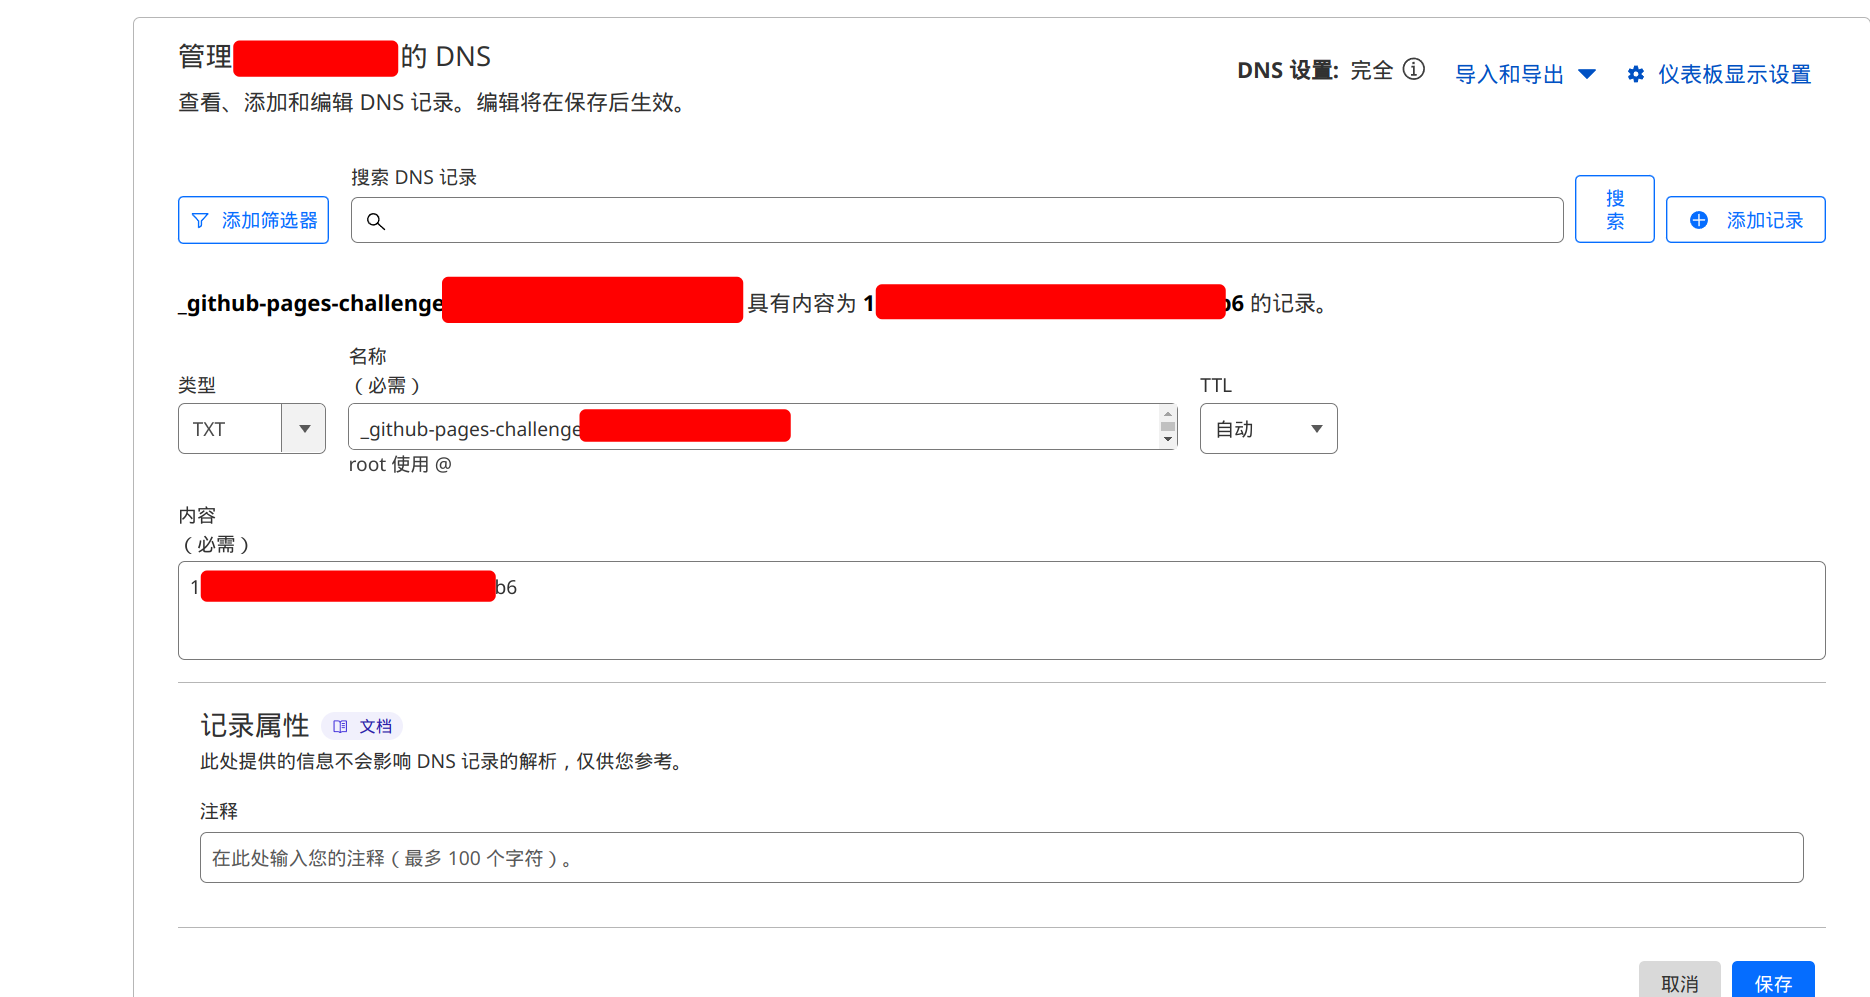 管理 的 DNS
查看、添加和编辑 DNS 记录。编辑将在保存后生效。
DNS 设置: 完全
导入和导出
仪表板显示设置
添加筛选器
搜索 DNS 记录
搜索
添加记录
_github-pages-challenge 具有内容为 1 b6 的记录。
类型
TXT
名称
（必需）
_github-pages-challenge
root 使用 @
TTL
自动
内容
（必需）
1 b6
记录属性 文档
此处提供的信息不会影响 DNS 记录的解析，仅供您参考。
注释
在此处输入您的注释（最多 100 个字符）。
取消
保存